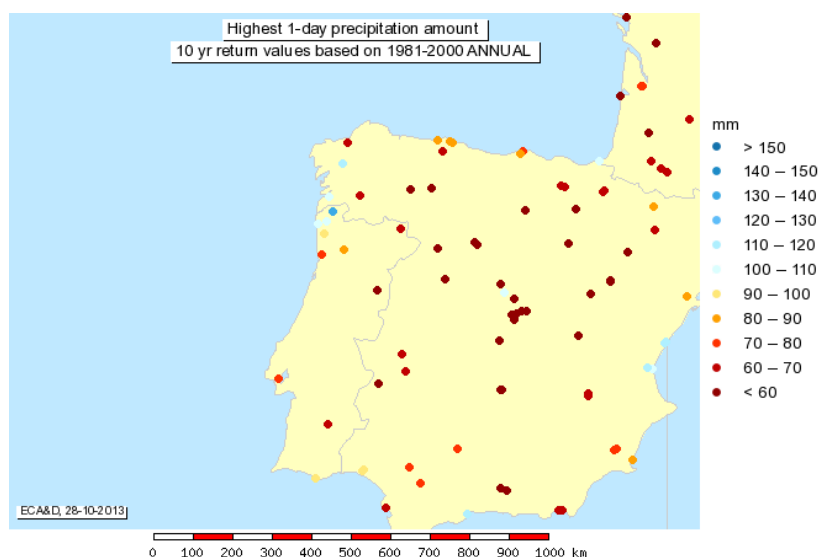 Highest 1-day precipitation amount
10 yr return values based on 1981-2000 ANNUAL
mm
> 150
140 – 150
130 – 140
120 – 130
110 – 120
100 – 110
90 – 100
80 – 90
70 – 80
60 – 70
< 60
ECA&D, 28-10-2013
0 100 200 300 400 500 600 700 800 900 1000 km